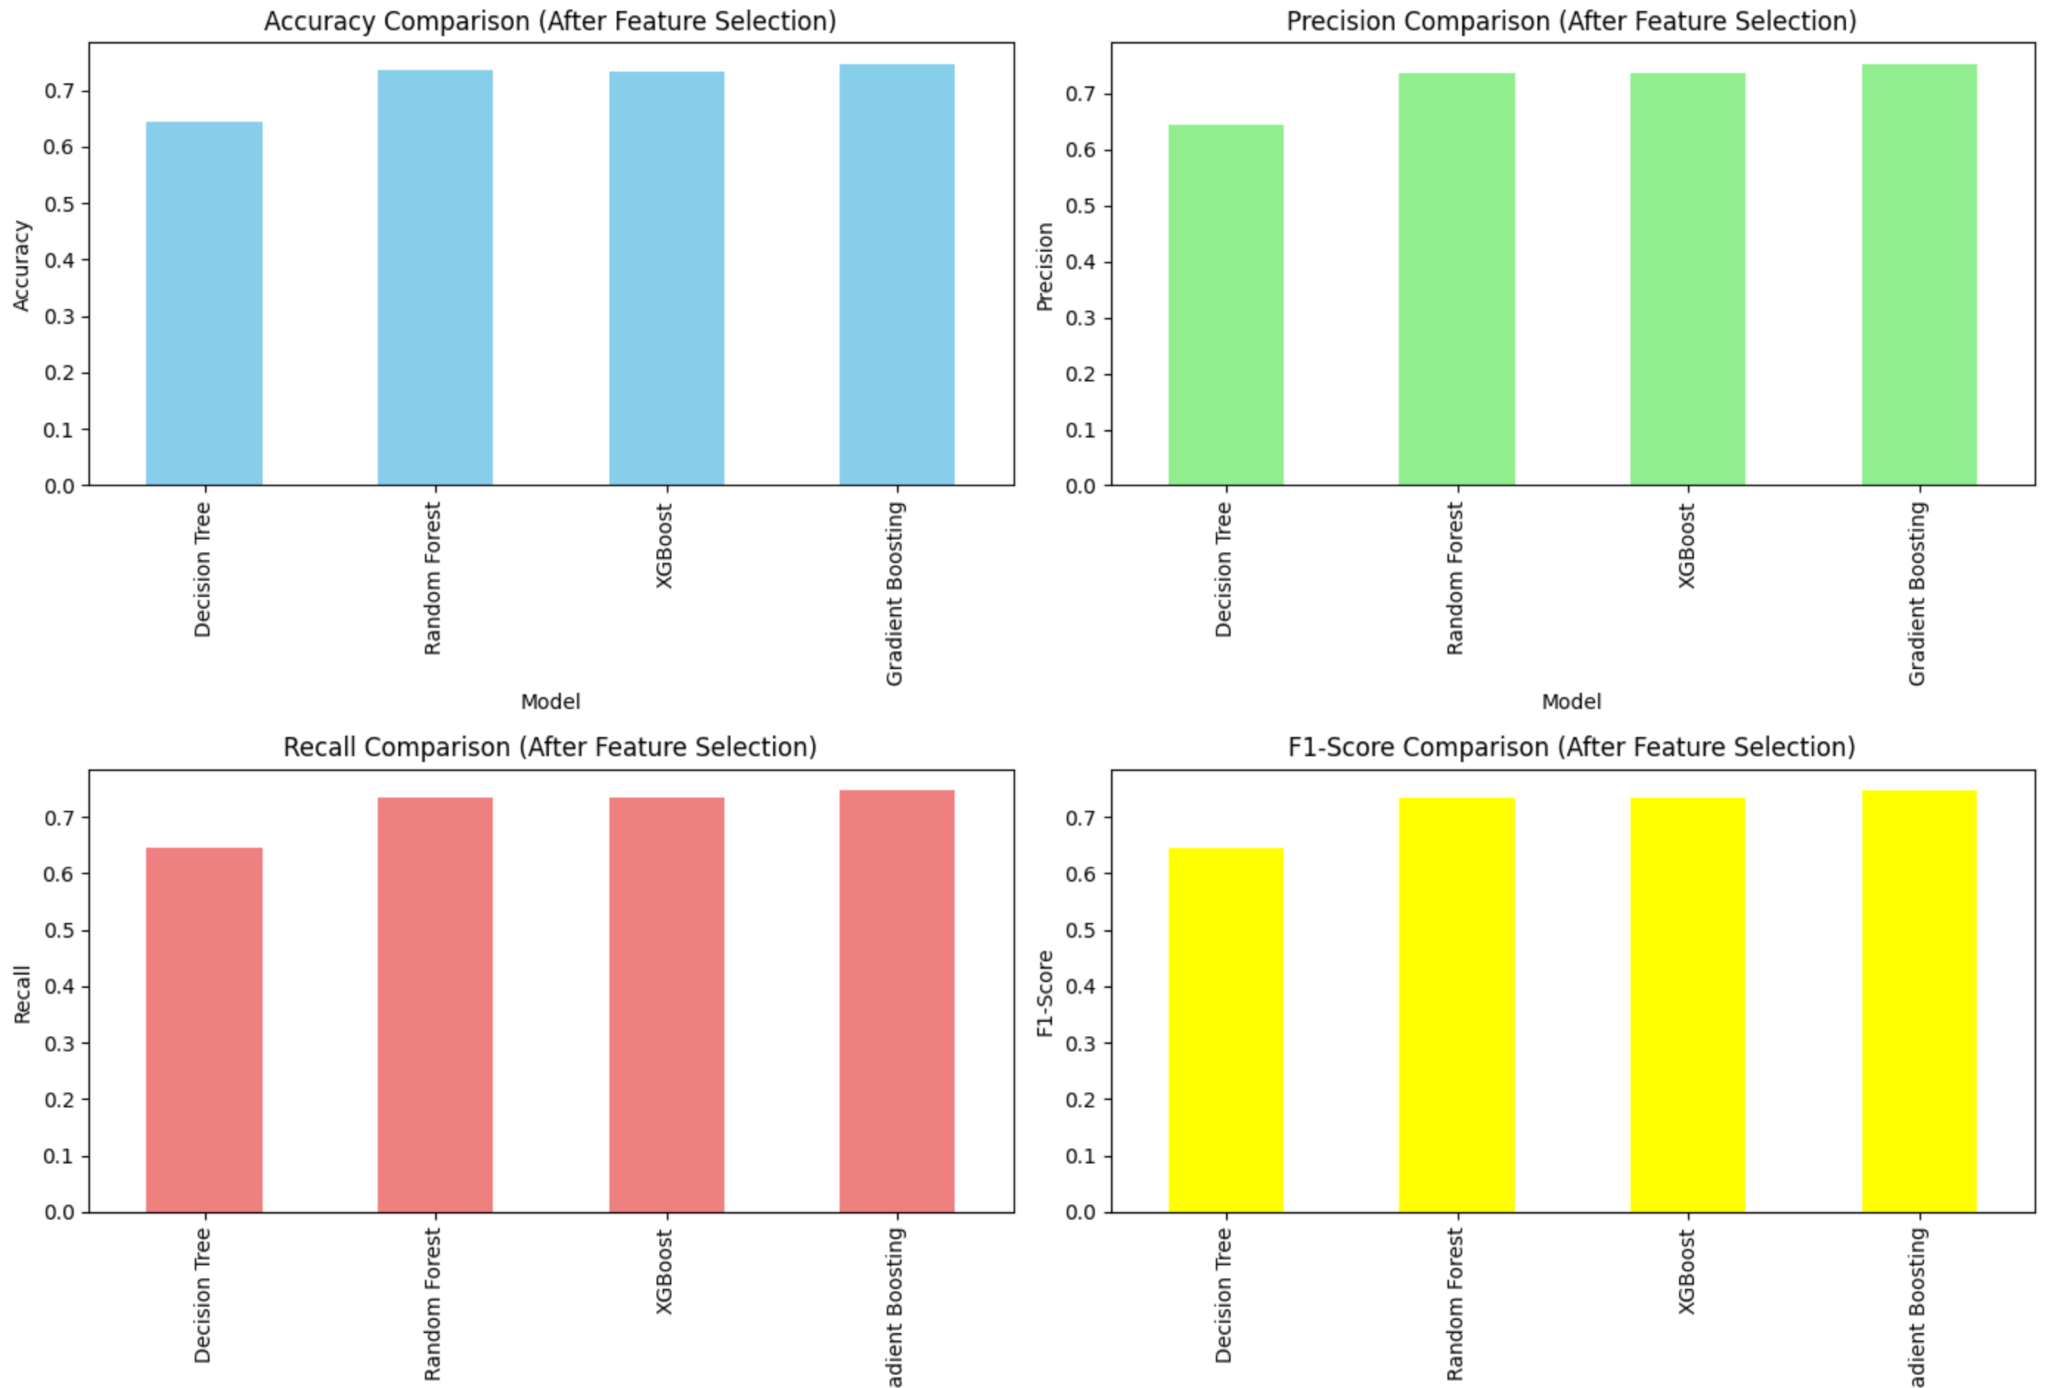 Accuracy Comparison (After Feature Selection)
Accuracy
0.7
0.6
0.5
0.4
0.3
0.2
0.1
0.0
Decision Tree
Random Forest
XGBoost
Gradient Boosting
Model
Precision Comparison (After Feature Selection)
Precision
0.7
0.6
0.5
0.4
0.3
0.2
0.1
0.0
Decision Tree
Random Forest
XGBoost
Gradient Boosting
Model
Recall Comparison (After Feature Selection)
Recall
0.7
0.6
0.5
0.4
0.3
0.2
0.1
0.0
Decision Tree
Random Forest
XGBoost
adient Boosting
F1-Score Comparison (After Feature Selection)
F1-Score
0.7
0.6
0.5
0.4
0.3
0.2
0.1
0.0
Decision Tree
Random Forest
XGBoost
adient Boosting